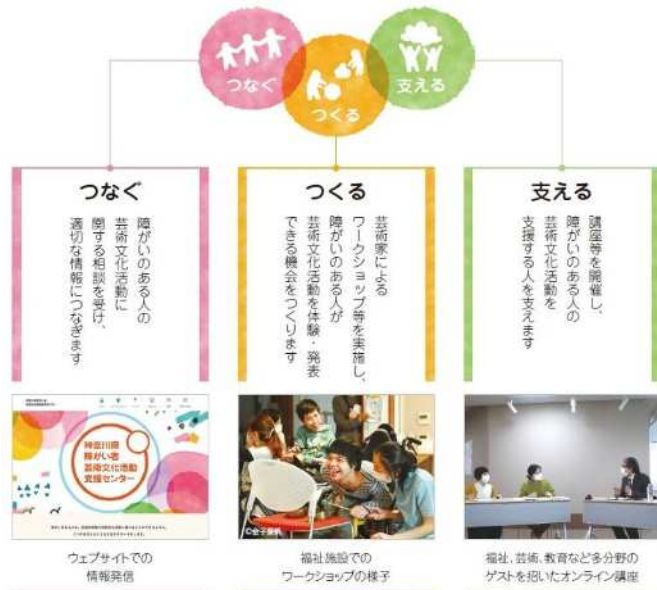 つなぐ
つくる
支える
つなぐ
障がいのある人の
芸術文化活動に
関する相談を受け、
適切な情報につなぎます
神奈川県
障がい者
芸術文化活動
支援センター
ウェブサイトでの
情報発信
つくる
芸術家による
ワークショップ等を実施し、
障がいのある人が
芸術文化活動を体験・発表
できる機会をつくります
©金子愛帆
福祉施設での
ワークショップの様子
支える
講座等を開催し、
障がいのある人の
芸術文化活動を
支援する人を支えます
福祉、芸術、教育など多分野の
ゲストを招いたオンライン講座